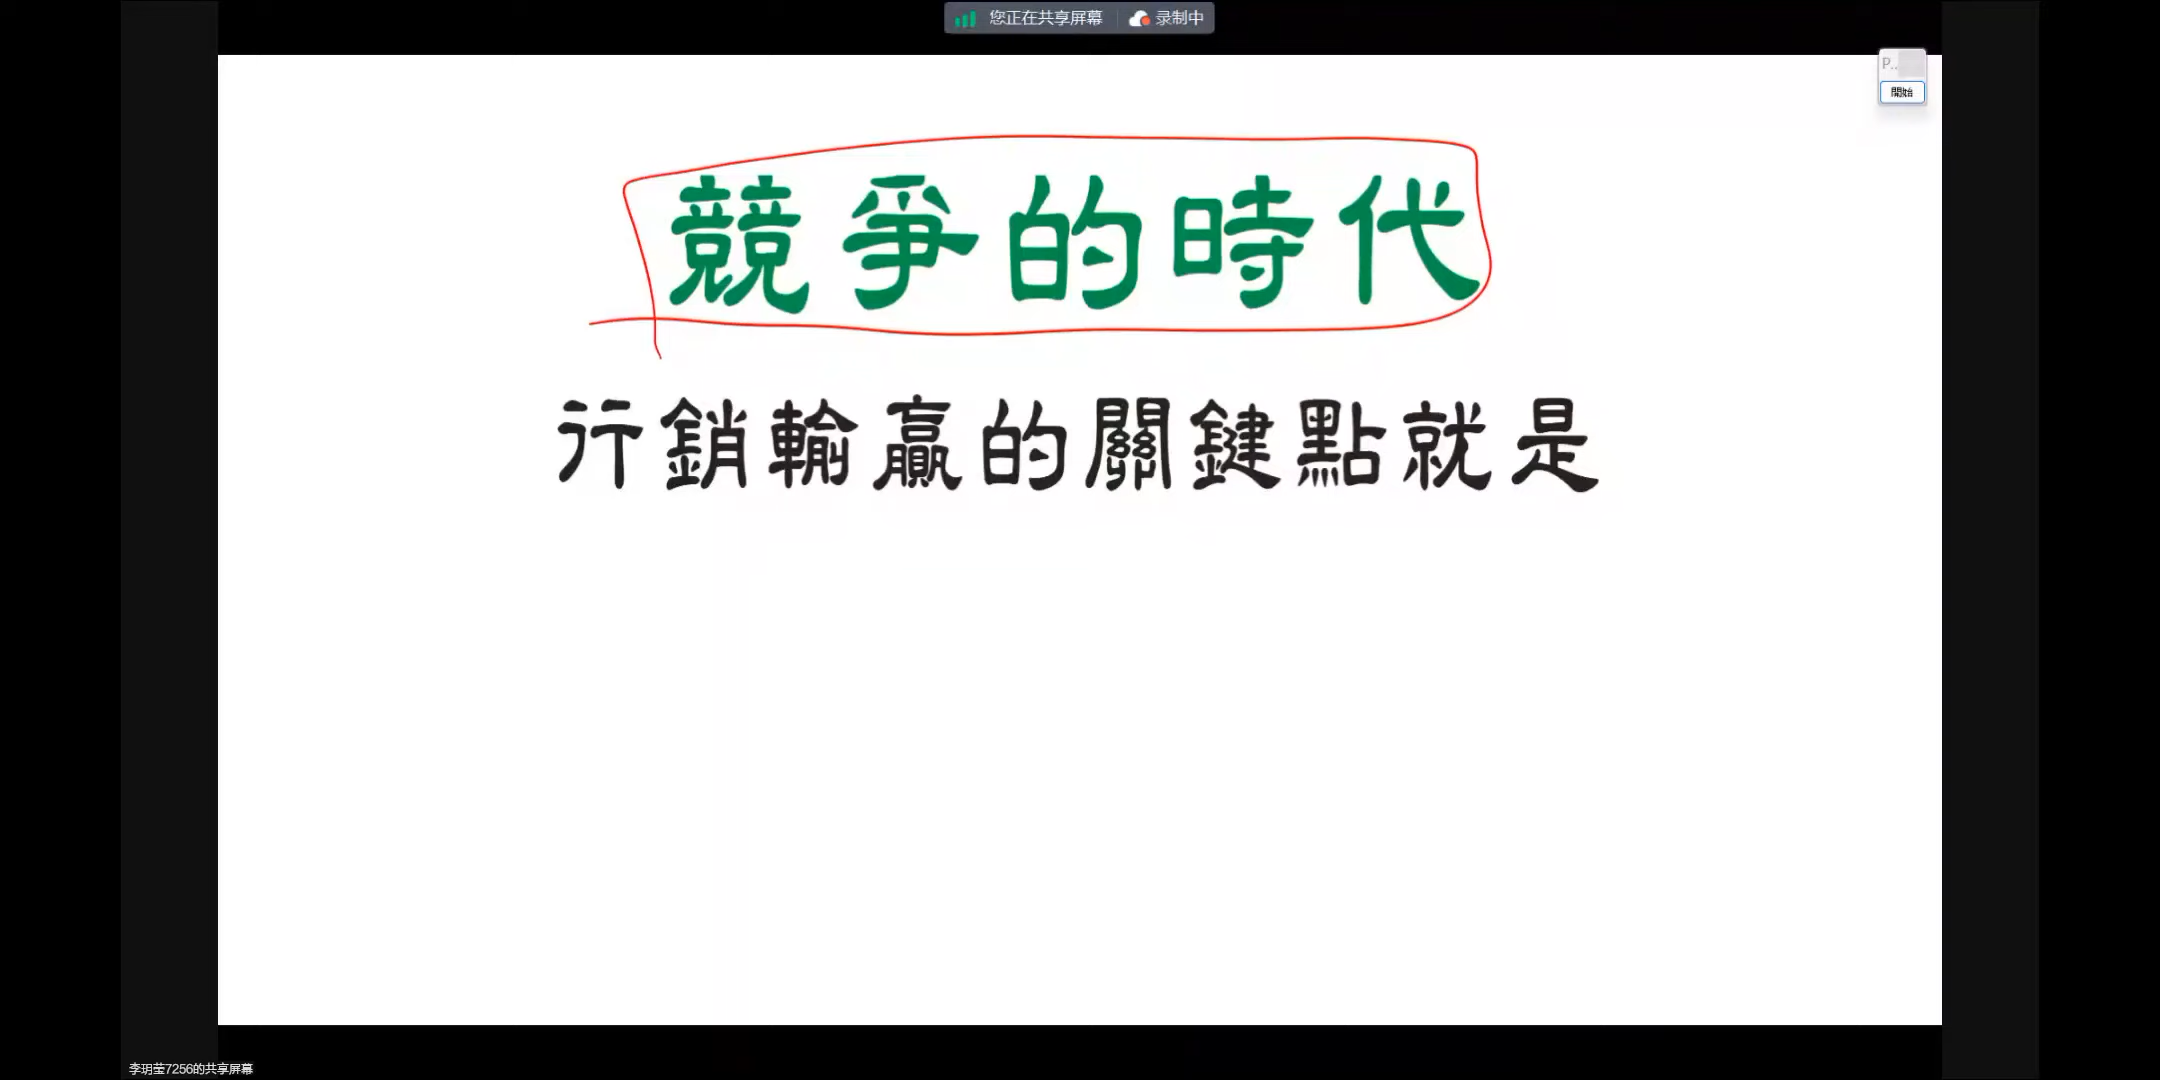 您正在共享屏幕 录制中
P..
開始
競爭的時代
行銷輸贏的關鍵點就是
李玥莹7256的共享屏幕